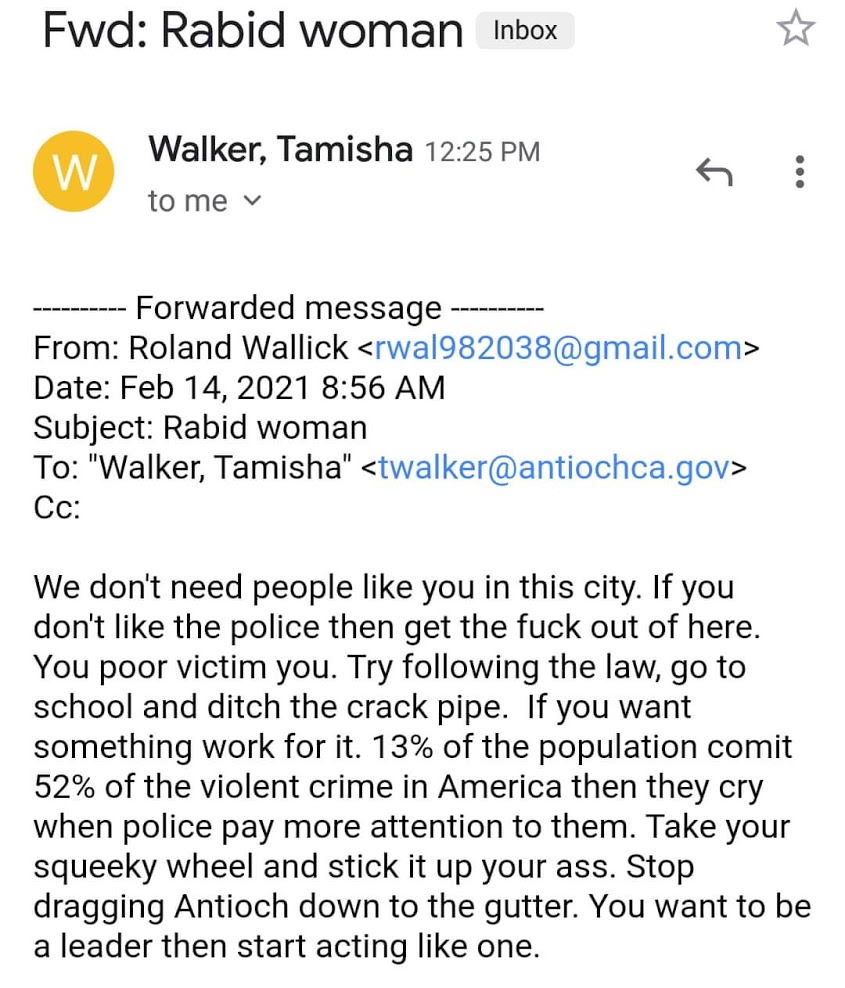 Fwd: Rabid woman Inbox
W
Walker, Tamisha 12:25 PM
to me
---------- Forwarded message ----------
From: Roland Wallick <rwal982038@gmail.com>
Date: Feb 14, 2021 8:56 AM
Subject: Rabid woman
To: "Walker, Tamisha" <twalker@antiochca.gov>
Cc:
We don't need people like you in this city. If you
don't like the police then get the fuck out of here.
You poor victim you. Try following the law, go to
school and ditch the crack pipe.  If you want
something work for it. 13% of the population comit
52% of the violent crime in America then they cry
when police pay more attention to them. Take your
squeeky wheel and stick it up your ass. Stop
dragging Antioch down to the gutter. You want to be
a leader then start acting like one.